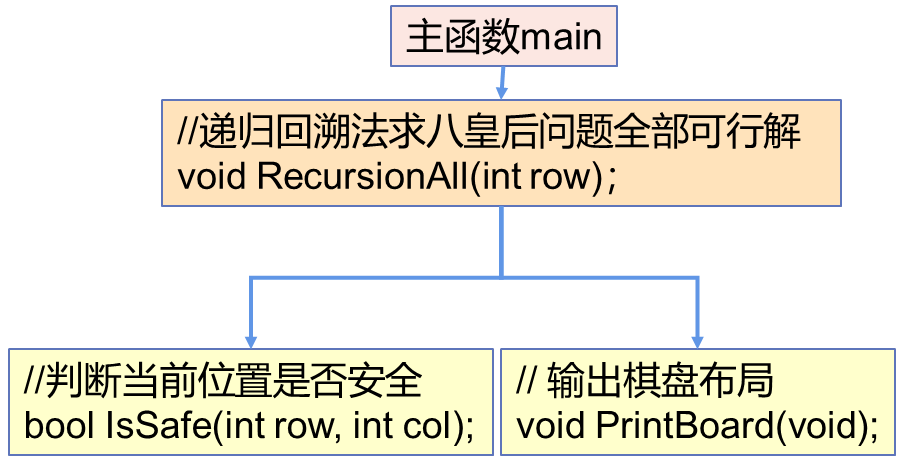 主函数main
//递归回溯法求八皇后问题全部可行解
void RecursionAll(int row);
//判断当前位置是否安全
bool IsSafe(int row, int col);
// 输出棋盘布局
void PrintBoard(void);